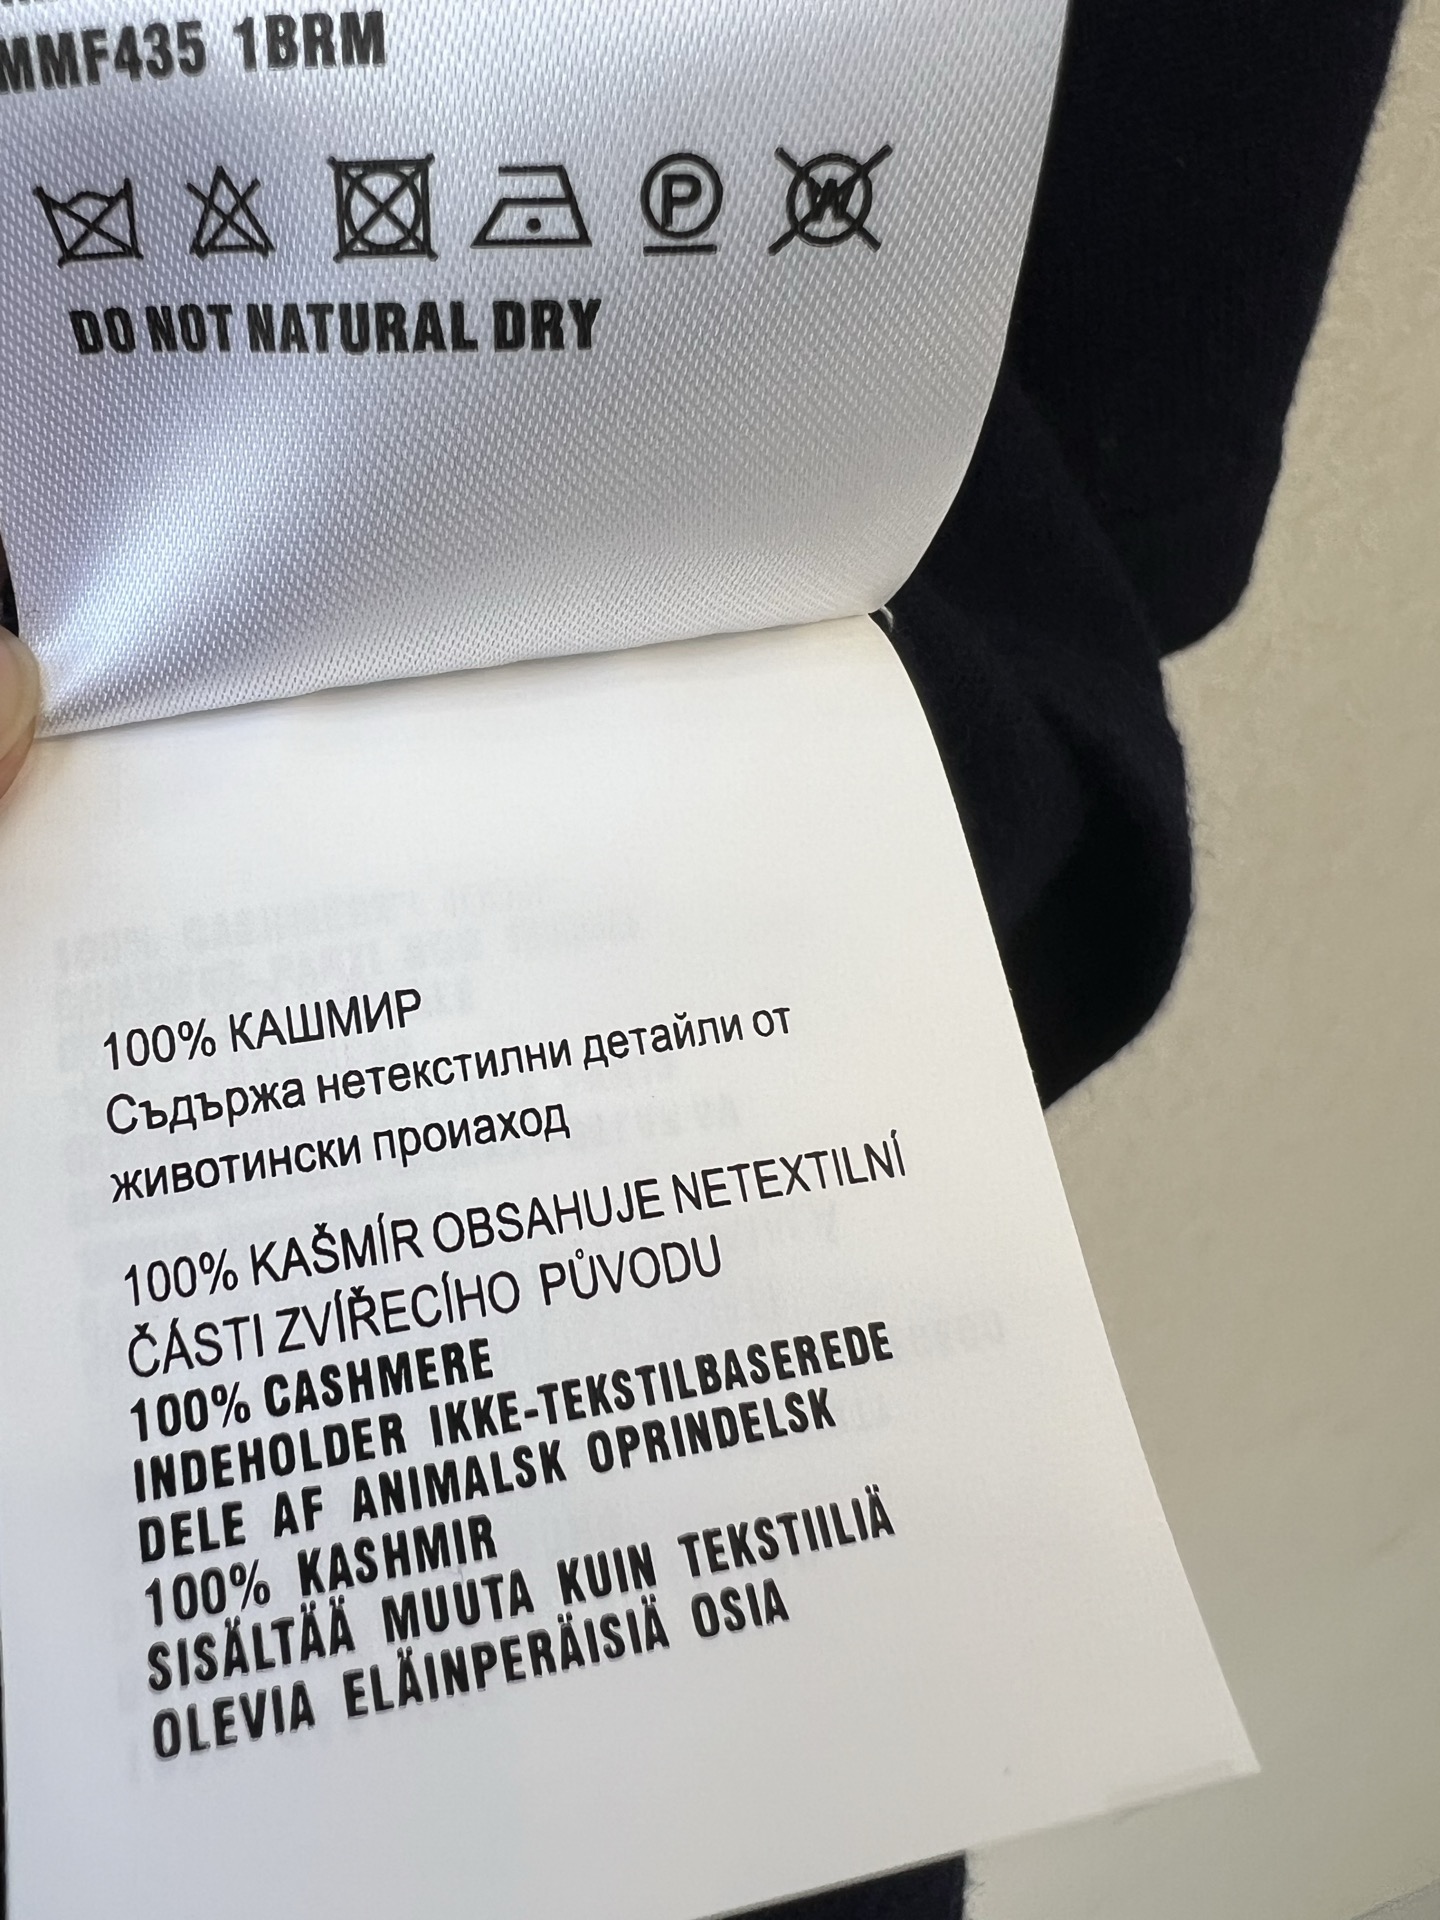 MMF435 1BRM
P W
DO NOT NATURAL DRY
100% КАШМИР
Съдържа нетекстилни детайли от
животински проиаход
100% KAŠMÍR OBSAHUJE NETEXTILNÍ
ČÁSTI ZVÍŘECÍHO PŮVODU
100% CASHMERE
INDEHOLDER IKKE-TEKSTILBASEREDE
DELE AF ANIMALSK OPRINDELSK
100% KASHMIR
SISÄLTÄÄ MUUTA KUIN TEKSTIILIÄ
OLEVIA ELÄINPERÄISIÄ OSIA